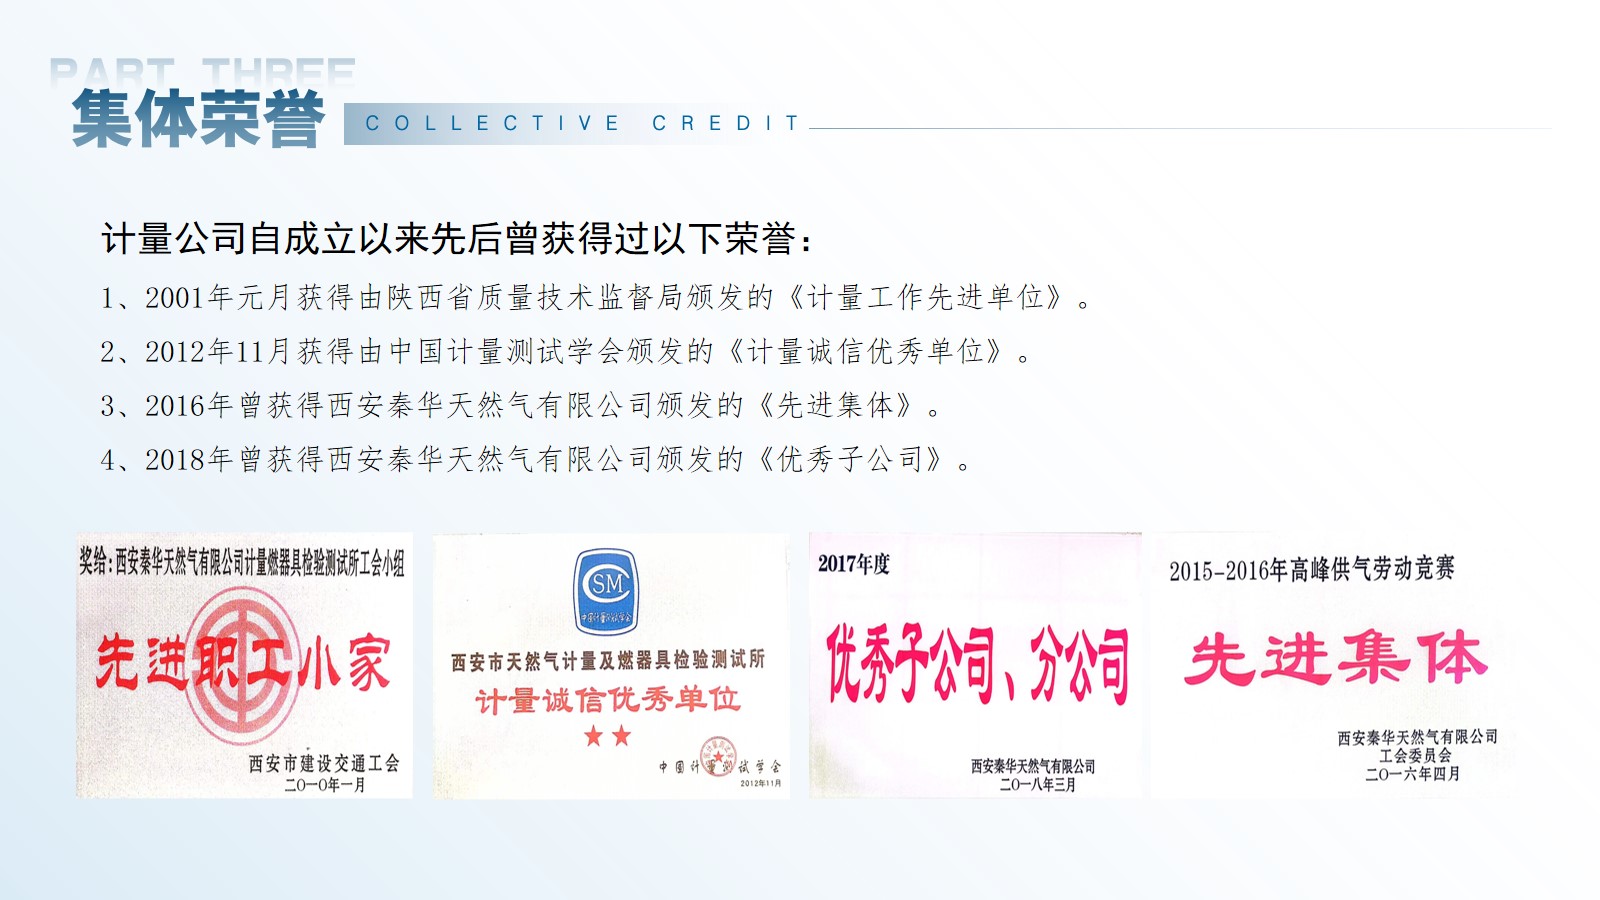 PART THREE
集体荣誉
COLLECTIVE CREDIT
计量公司自成立以来先后曾获得过以下荣誉：
1、2001年元月获得由陕西省质量技术监督局颁发的《计量工作先进单位》。
2、2012年11月获得由中国计量测试学会颁发的《计量诚信优秀单位》。
3、2016年曾获得西安秦华天然气有限公司颁发的《先进集体》。
4、2018年曾获得西安秦华天然气有限公司颁发的《优秀子公司》。
奖给：西安秦华天然气有限公司计量燃器具检验测试所工会小组
先进职工小家
西安市建设交通工会
二〇一〇年一月
CSM
中国计量测试学会
西安市天然气计量及燃器具检验测试所
计量诚信优秀单位
中国计量测试学会
2012年11月
2017年度
优秀子公司、分公司
西安秦华天然气有限公司
二〇一八年三月
2015-2016年高峰供气劳动竞赛
先进集体
西安秦华天然气有限公司
工会委员会
二〇一六年四月